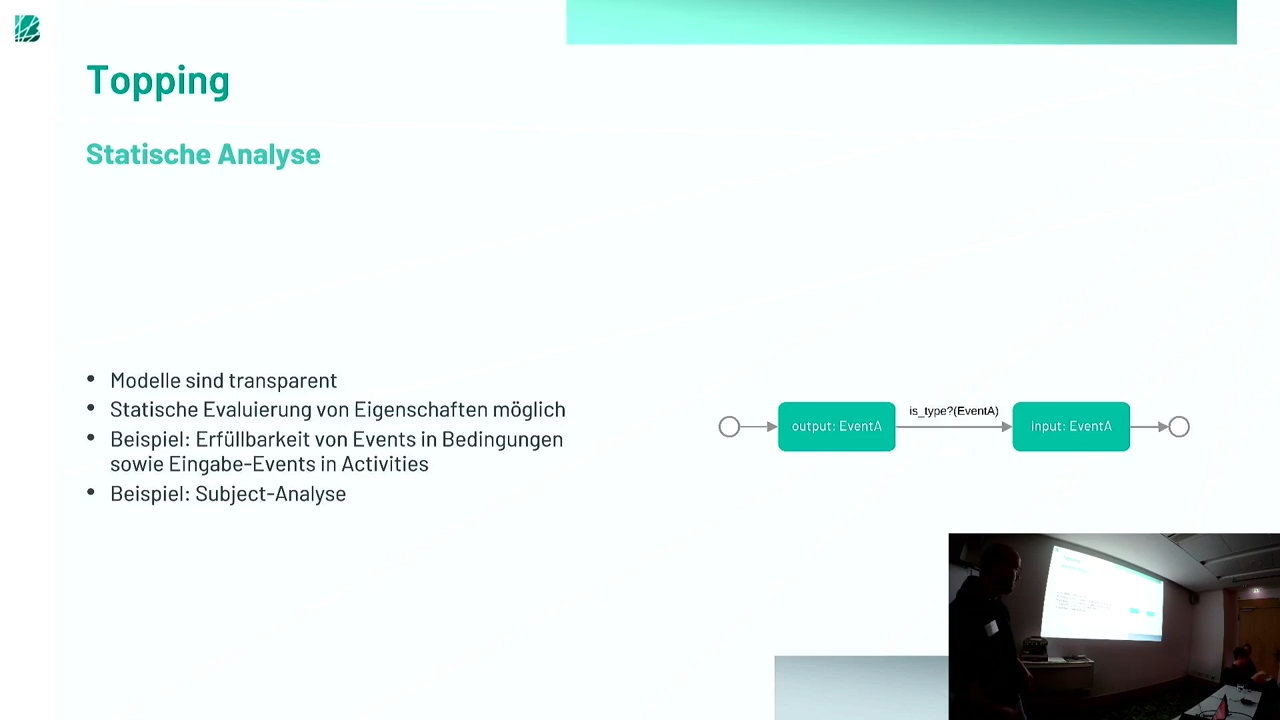 Topping
Statische Analyse
• Modelle sind transparent
• Statische Evaluierung von Eigenschaften möglich
• Beispiel: Erfüllbarkeit von Events in Bedingungen
sowie Eingabe-Events in Activities
• Beispiel: Subject-Analyse
output: EventA
is_type?(EventA)
input: EventA